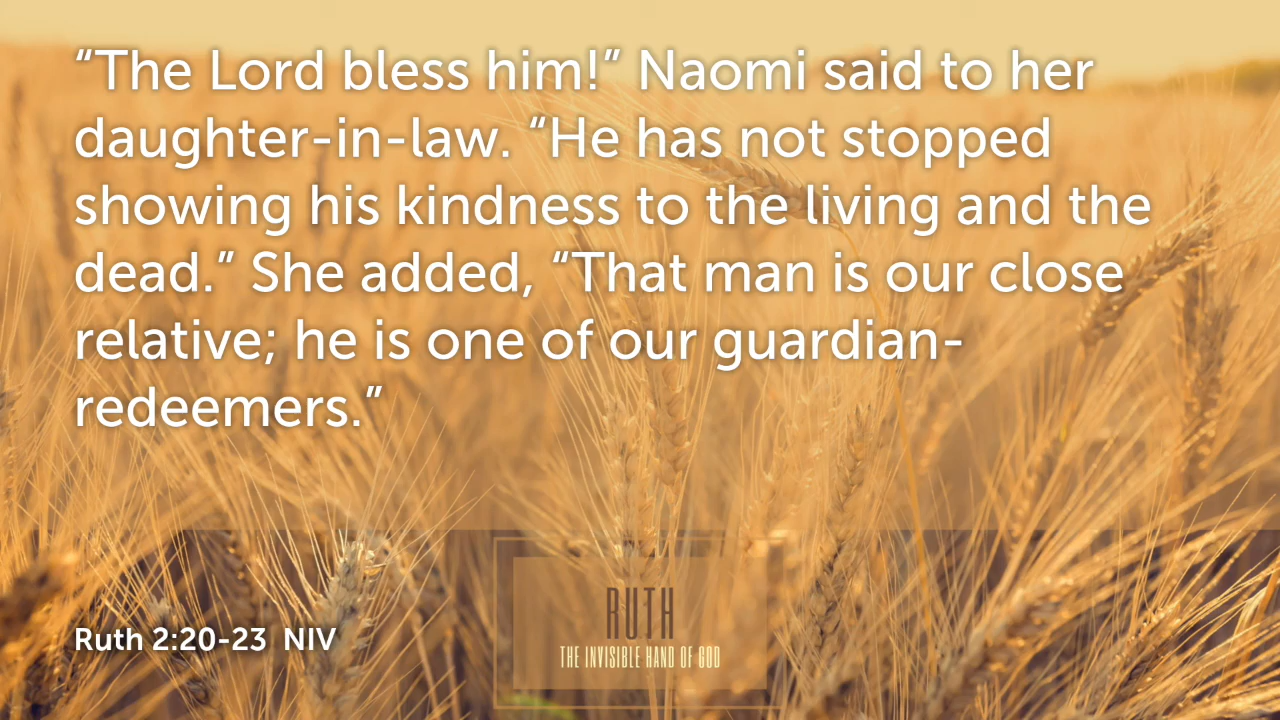 “The Lord bless him!” Naomi said to her
daughter-in-law. “He has not stopped
showing his kindness to the living and the
dead.” She added, “That man is our close
relative; he is one of our guardian-
redeemers.”
Ruth 2:20-23 NIV
RUTH
THE INVISIBLE HAND OF GOD